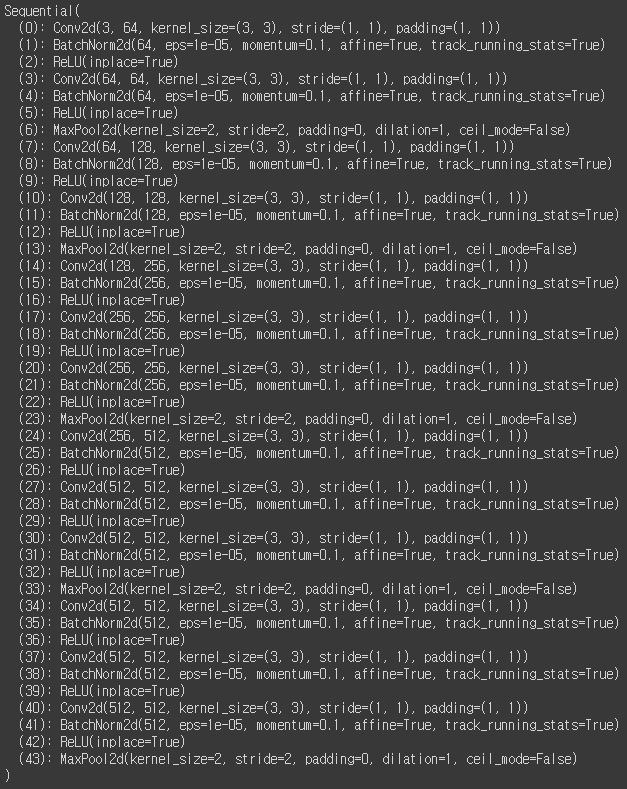 Sequential(
(0): Conv2d(3, 64, kernel_size=(3, 3), stride=(1, 1), padding=(1, 1))
(1): BatchNorm2d(64, eps=1e-05, momentum=0.1, affine=True, track_running_stats=True)
(2): ReLU(inplace=True)
(3): Conv2d(64, 64, kernel_size=(3, 3), stride=(1, 1), padding=(1, 1))
(4): BatchNorm2d(64, eps=1e-05, momentum=0.1, affine=True, track_running_stats=True)
(5): ReLU(inplace=True)
(6): MaxPool2d(kernel_size=2, stride=2, padding=0, dilation=1, ceil_mode=False)
(7): Conv2d(64, 128, kernel_size=(3, 3), stride=(1, 1), padding=(1, 1))
(8): BatchNorm2d(128, eps=1e-05, momentum=0.1, affine=True, track_running_stats=True)
(9): ReLU(inplace=True)
(10): Conv2d(128, 128, kernel_size=(3, 3), stride=(1, 1), padding=(1, 1))
(11): BatchNorm2d(128, eps=1e-05, momentum=0.1, affine=True, track_running_stats=True)
(12): ReLU(inplace=True)
(13): MaxPool2d(kernel_size=2, stride=2, padding=0, dilation=1, ceil_mode=False)
(14): Conv2d(128, 256, kernel_size=(3, 3), stride=(1, 1), padding=(1, 1))
(15): BatchNorm2d(256, eps=1e-05, momentum=0.1, affine=True, track_running_stats=True)
(16): ReLU(inplace=True)
(17): Conv2d(256, 256, kernel_size=(3, 3), stride=(1, 1), padding=(1, 1))
(18): BatchNorm2d(256, eps=1e-05, momentum=0.1, affine=True, track_running_stats=True)
(19): ReLU(inplace=True)
(20): Conv2d(256, 256, kernel_size=(3, 3), stride=(1, 1), padding=(1, 1))
(21): BatchNorm2d(256, eps=1e-05, momentum=0.1, affine=True, track_running_stats=True)
(22): ReLU(inplace=True)
(23): MaxPool2d(kernel_size=2, stride=2, padding=0, dilation=1, ceil_mode=False)
(24): Conv2d(256, 512, kernel_size=(3, 3), stride=(1, 1), padding=(1, 1))
(25): BatchNorm2d(512, eps=1e-05, momentum=0.1, affine=True, track_running_stats=True)
(26): ReLU(inplace=True)
(27): Conv2d(512, 512, kernel_size=(3, 3), stride=(1, 1), padding=(1, 1))
(28): BatchNorm2d(512, eps=1e-05, momentum=0.1, affine=True, track_running_stats=True)
(29): ReLU(inplace=True)
(30): Conv2d(512, 512, kernel_size=(3, 3), stride=(1, 1), padding=(1, 1))
(31): BatchNorm2d(512, eps=1e-05, momentum=0.1, affine=True, track_running_stats=True)
(32): ReLU(inplace=True)
(33): MaxPool2d(kernel_size=2, stride=2, padding=0, dilation=1, ceil_mode=False)
(34): Conv2d(512, 512, kernel_size=(3, 3), stride=(1, 1), padding=(1, 1))
(35): BatchNorm2d(512, eps=1e-05, momentum=0.1, affine=True, track_running_stats=True)
(36): ReLU(inplace=True)
(37): Conv2d(512, 512, kernel_size=(3, 3), stride=(1, 1), padding=(1, 1))
(38): BatchNorm2d(512, eps=1e-05, momentum=0.1, affine=True, track_running_stats=True)
(39): ReLU(inplace=True)
(40): Conv2d(512, 512, kernel_size=(3, 3), stride=(1, 1), padding=(1, 1))
(41): BatchNorm2d(512, eps=1e-05, momentum=0.1, affine=True, track_running_stats=True)
(42): ReLU(inplace=True)
(43): MaxPool2d(kernel_size=2, stride=2, padding=0, dilation=1, ceil_mode=False)
)